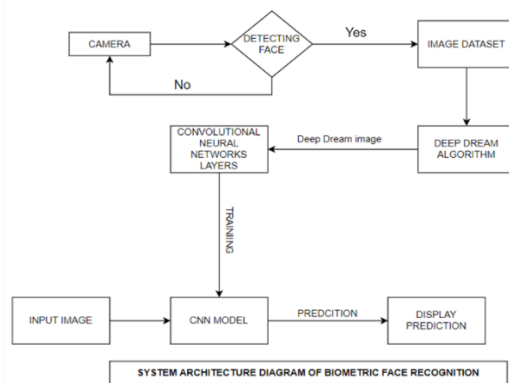 CAMERA
DETECTING
FACE
Yes
IMAGE DATASET
No
CONVOLUTIONAL
NEURAL
NETWORKS
LAYERS
Deep Dream image
DEEP DREAM
ALGORITHM
TRAINIING
INPUT IMAGE
CNN MODEL
PREDCITION
DISPLAY
PREDICTION
SYSTEM ARCHITECTURE DIAGRAM OF BIOMETRIC FACE RECOGNITION